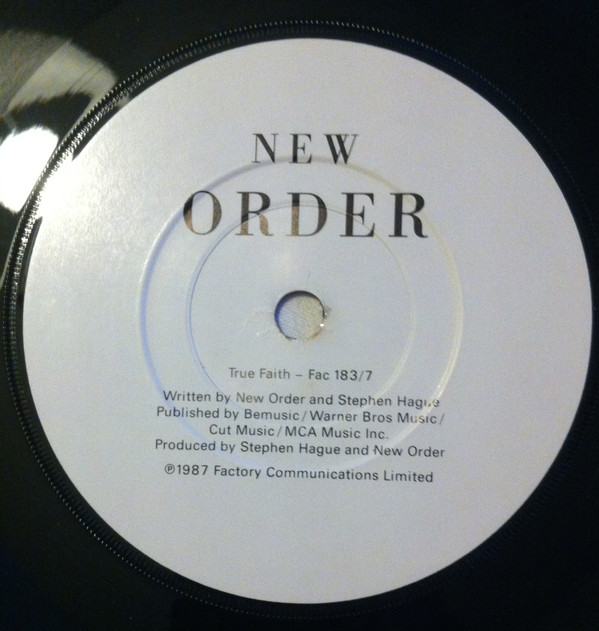 NEW
ORDER
True Faith – Fac 183/7
Written by New Order and Stephen Hague
Published by Bemusic/Warner Bros Music/
Cut Music/MCA Music Inc.
Produced by Stephen Hague and New Order
℗1987 Factory Communications Limited